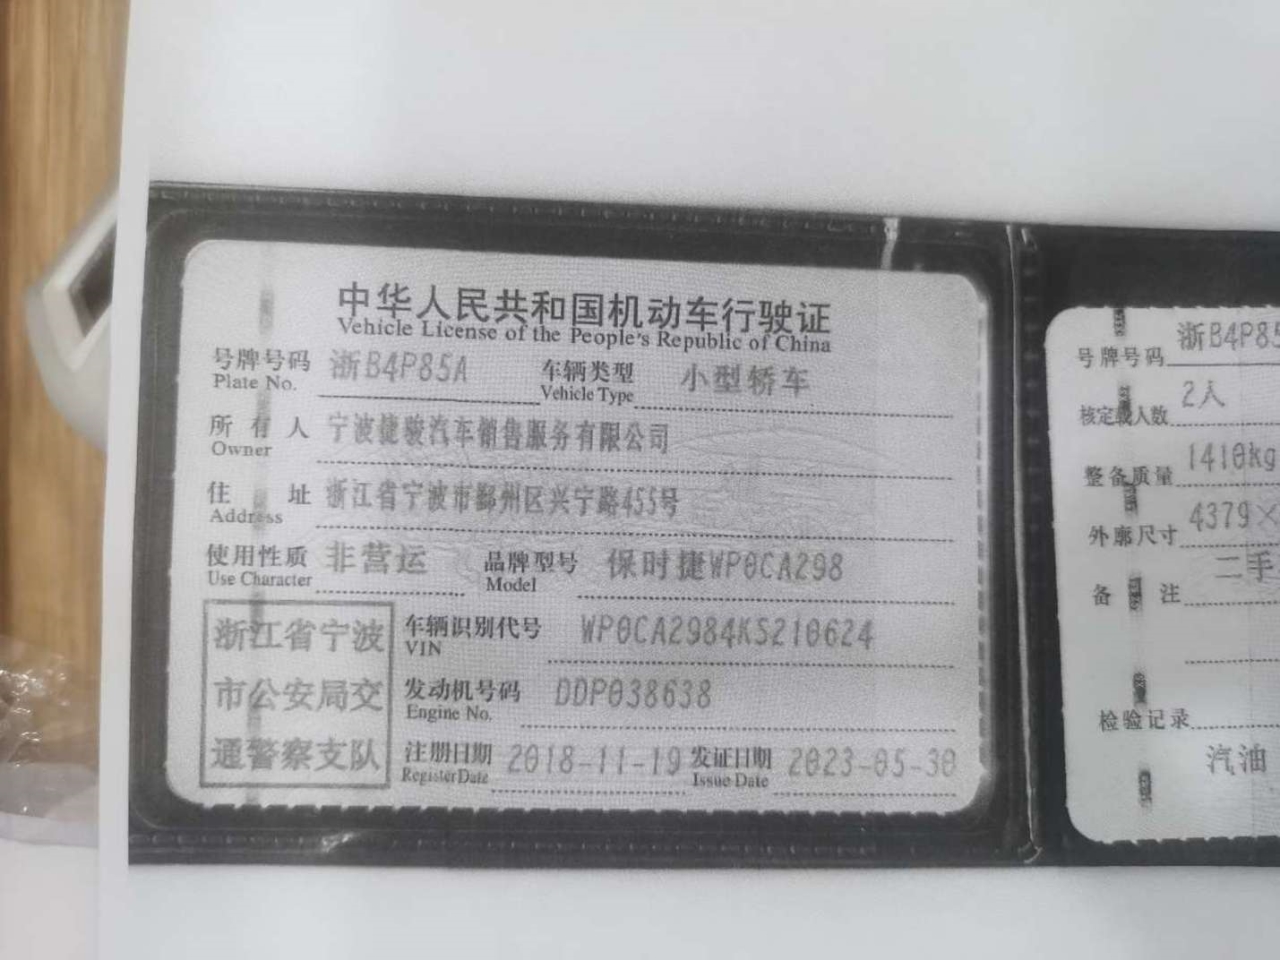 中华人民共和国机动车行驶证
Vehicle License of the People's Republic of China
号牌号码 浙B4P85A 车辆类型 小型轿车
Plate No. Vehicle Type
所有人 宁波捷骏汽车销售服务有限公司
Owner
住址 浙江省宁波市鄞州区兴宁路455号
Address
使用性质 非营运 品牌型号 保时捷WP0CA298
Use Character Model
浙江省宁波
市公安局交
通警察支队
车辆识别代号 WP0CA2984KS210624
VIN
发动机号码 DDP038638
Engine No.
注册日期 2018-11-19 发证日期 2023-05-30
Register Date Issue Date
号牌号码 浙B4P85
核定载人数 2人
整备质量 1410kg
外廓尺寸 4379×
备注 二手
检验记录
汽油